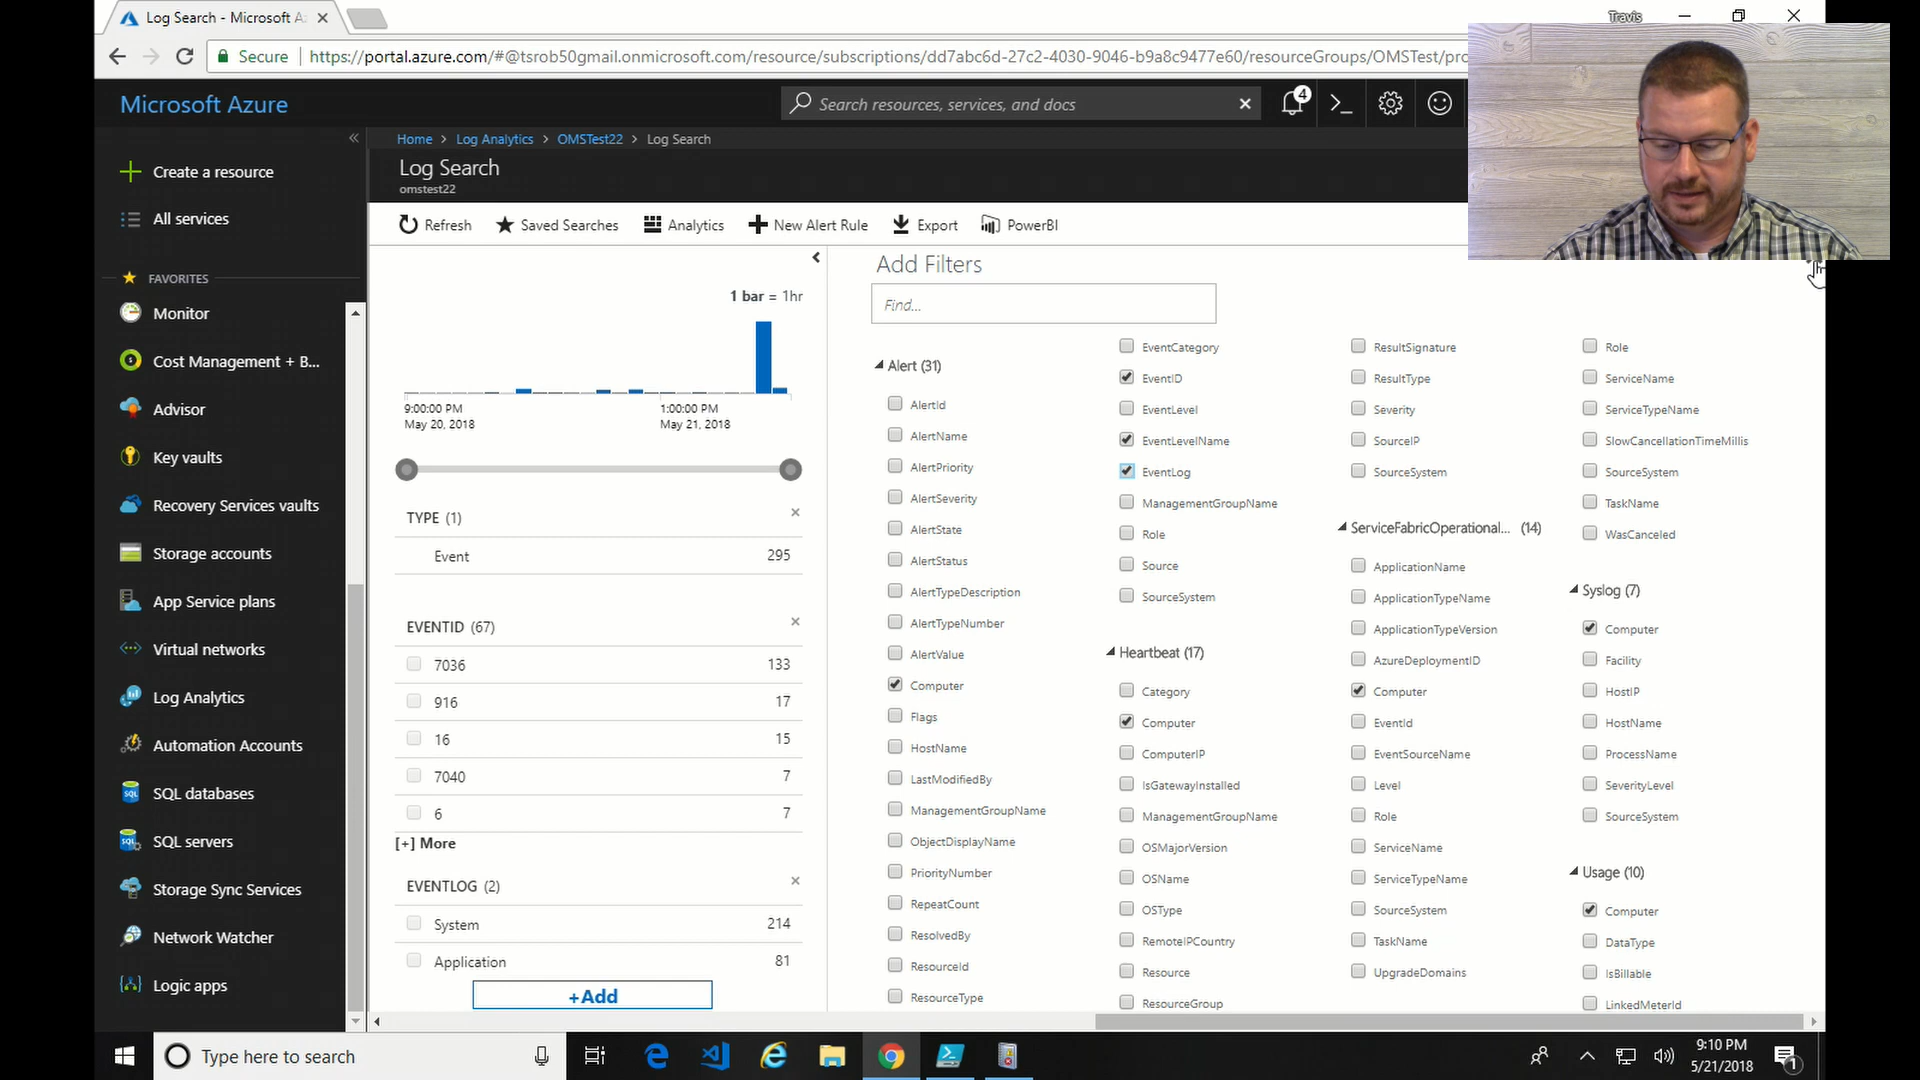 Log Search - Microsoft A
Travis
Secure
https://portal.azure.com/#@tsrob50gmail.onmicrosoft.com/resource/subscriptions/dd7abc6d-27c2-4030-9046-b9a8c9477e60/resourceGroups/OMSTest/pro
Microsoft Azure
Search resources, services, and docs
4
Home > Log Analytics > OMSTest22 > Log Search
Log Search
omstest22
Create a resource
All services
FAVORITES
Monitor
Cost Management + B...
Advisor
Key vaults
Recovery Services vaults
Storage accounts
App Service plans
Virtual networks
Log Analytics
Automation Accounts
SQL databases
SQL servers
Storage Sync Services
Network Watcher
Logic apps
Refresh
Saved Searches
Analytics
New Alert Rule
Export
PowerBI
1 bar = 1hr
9:00:00 PM
May 20, 2018
1:00:00 PM
May 21, 2018
TYPE (1)
Event 295
EVENTID (67)
7036 133
916 17
16 15
7040 7
6 7
[+] More
EVENTLOG (2)
System 214
Application 81
+Add
Add Filters
Find...
Alert (31)
AlertId
AlertName
AlertPriority
AlertSeverity
AlertState
AlertStatus
AlertTypeDescription
AlertTypeNumber
AlertValue
Computer
Flags
HostName
LastModifiedBy
ManagementGroupName
ObjectDisplayName
PriorityNumber
RepeatCount
ResolvedBy
ResourceId
ResourceType
EventCategory
EventID
EventLevel
EventLevelName
EventLog
ManagementGroupName
Role
Source
SourceSystem
Heartbeat (17)
Category
Computer
ComputerIP
IsGatewayInstalled
ManagementGroupName
OSMajorVersion
OSName
OSType
RemoteIPCountry
Resource
ResourceGroup
ResultSignature
ResultType
Severity
SourceIP
SourceSystem
ServiceFabricOperational... (14)
ApplicationName
ApplicationTypeName
ApplicationTypeVersion
AzureDeploymentID
Computer
EventId
EventSourceName
Level
Role
ServiceName
ServiceTypeName
SourceSystem
TaskName
UpgradeDomains
Role
ServiceName
ServiceTypeName
SlowCancellationTimeMillis
SourceSystem
TaskName
WasCanceled
Syslog (7)
Computer
Facility
HostIP
HostName
ProcessName
SeverityLevel
SourceSystem
Usage (10)
Computer
DataType
IsBillable
LinkedMeterId
Type here to search
9:10 PM
5/21/2018
1